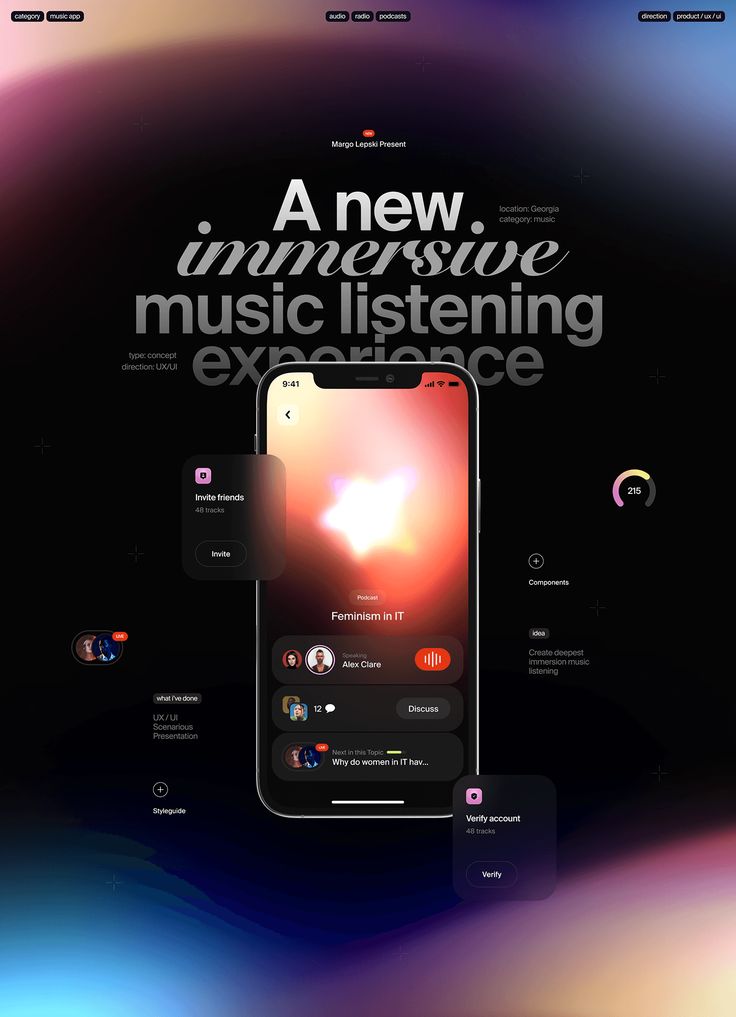 category music app
audio radio podcasts
direction product / ux / ui
new
Margo Lepski Present
A new
location: Georgia
category: music
immersive
music listening
type: concept
direction: UX/UI
experience
9:41
Invite friends
48 tracks
Invite
215
Components
Podcast
Feminism in IT
LIVE
idea
Create deepest
immersion music
listening
Speaking
Alex Clare
what i've done
UX / UI
Scenarious
Presentation
12
Discuss
LIVE
Next in this Topic
Why do women in IT hav...
Styleguide
Verify account
48 tracks
Verify